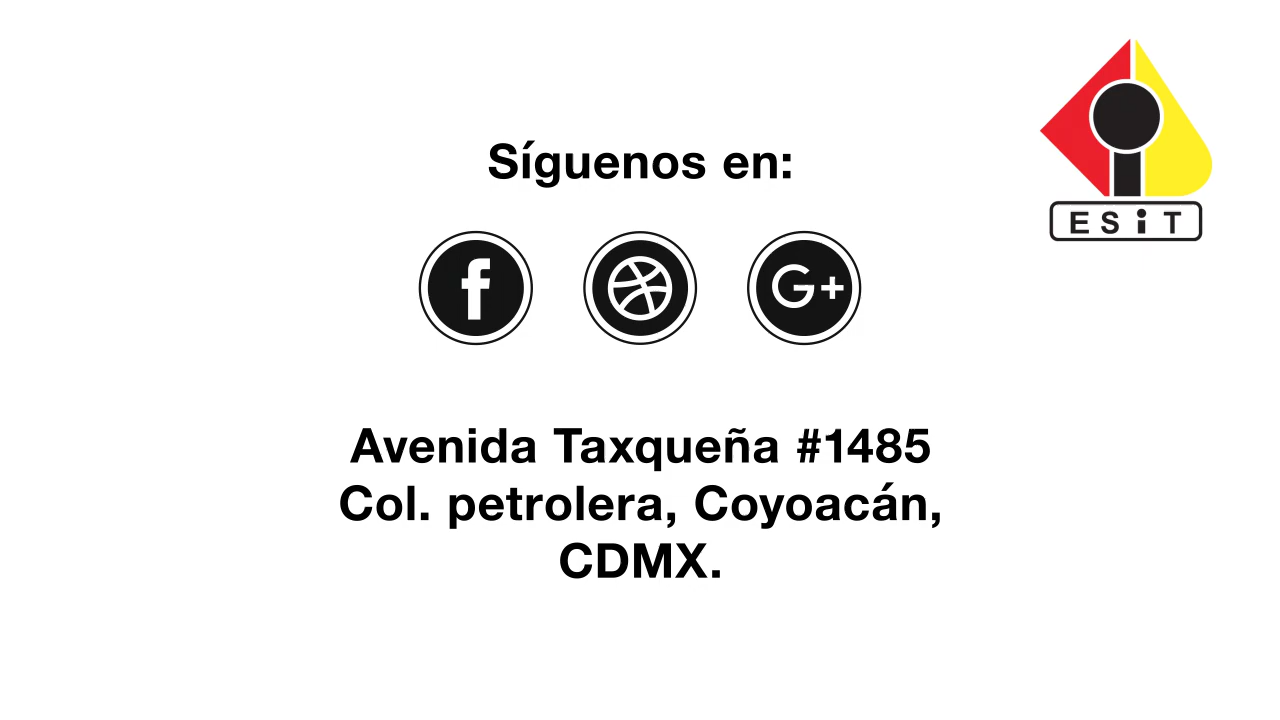 Síguenos en:
f
G+
ESiT
Avenida Taxqueña #1485
Col. petrolera, Coyoacán,
CDMX.